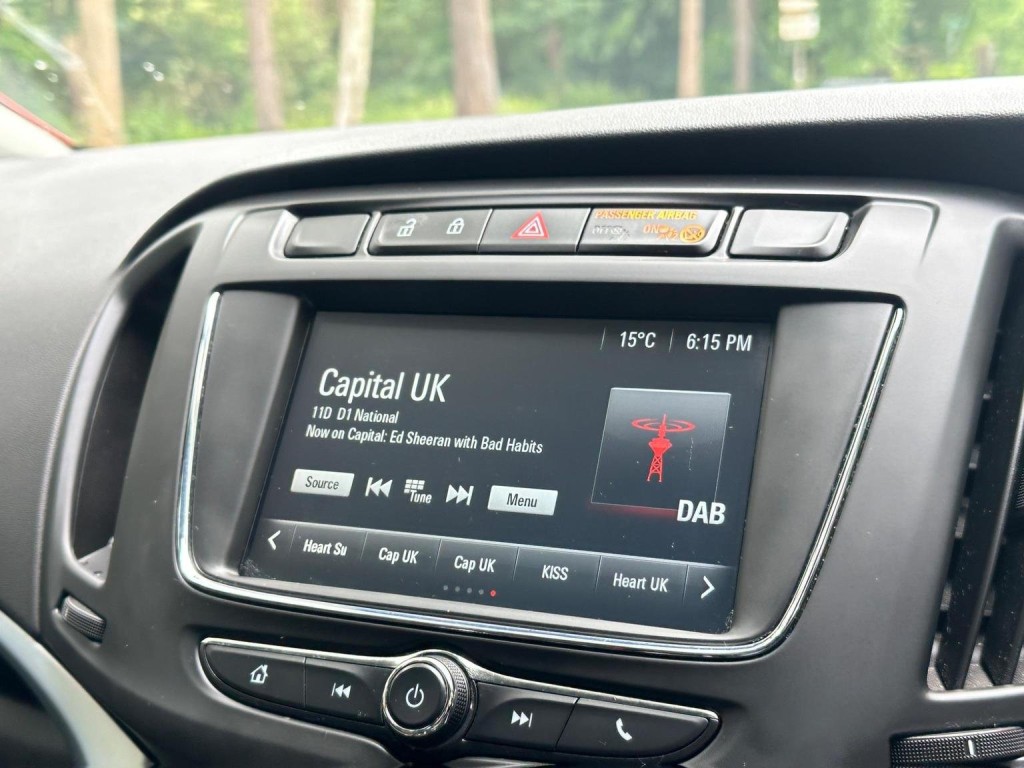 PASSENGER AIRBAG
OFF ON
15°C 6:15 PM
Capital UK
11D D1 National
Now on Capital: Ed Sheeran with Bad Habits
Source Tune Menu
DAB
Heart Su Cap UK Cap UK KISS Heart UK